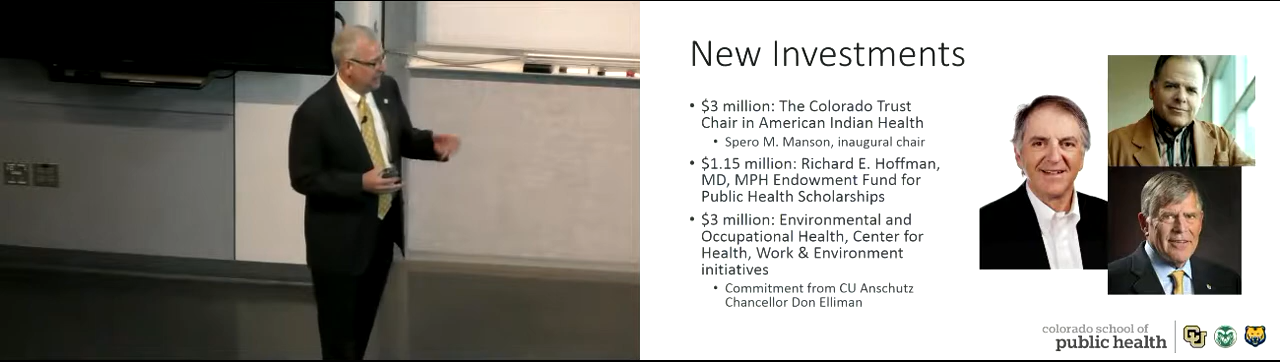 New Investments
• $3 million: The Colorado Trust
Chair in American Indian Health
• Spero M. Manson, inaugural chair
• $1.15 million: Richard E. Hoffman,
MD, MPH Endowment Fund for
Public Health Scholarships
• $3 million: Environmental and
Occupational Health, Center for
Health, Work & Environment
initiatives
• Commitment from CU Anschutz
Chancellor Don Elliman
colorado school of
public health
CU